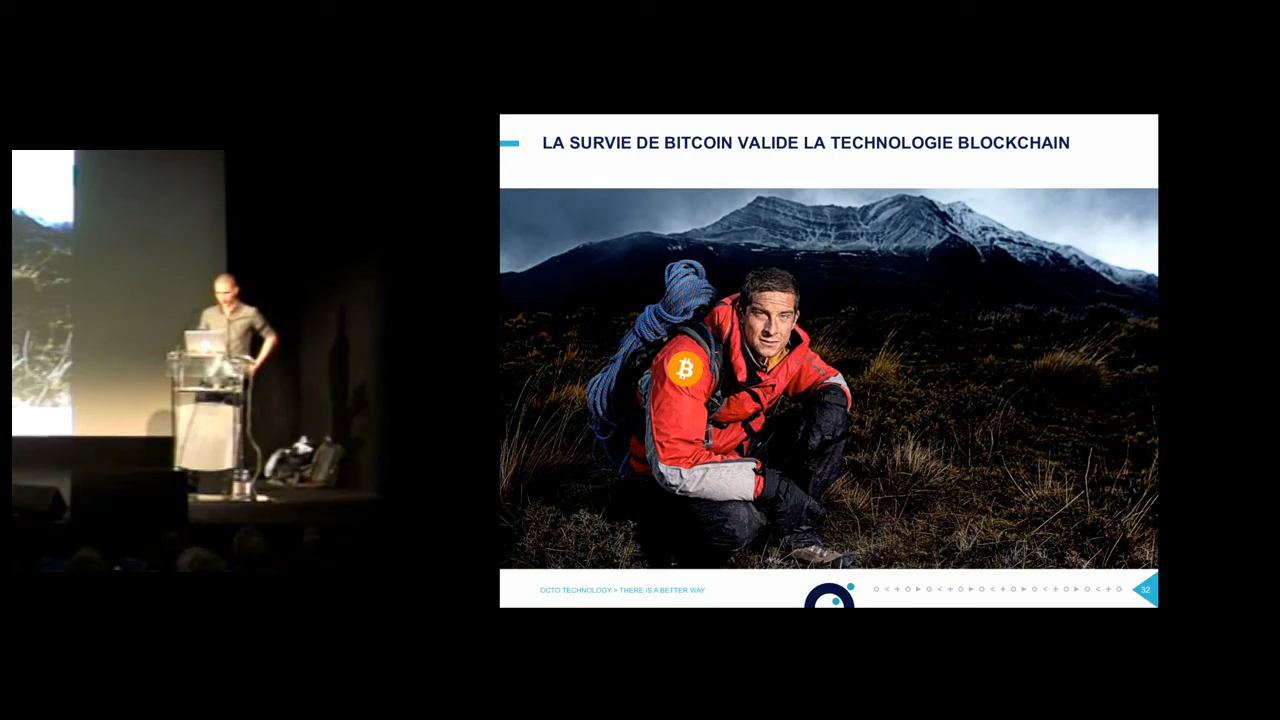 LA SURVIE DE BITCOIN VALIDE LA TECHNOLOGIE BLOCKCHAIN
OCTO TECHNOLOGY > THERE IS A BETTER WAY
32